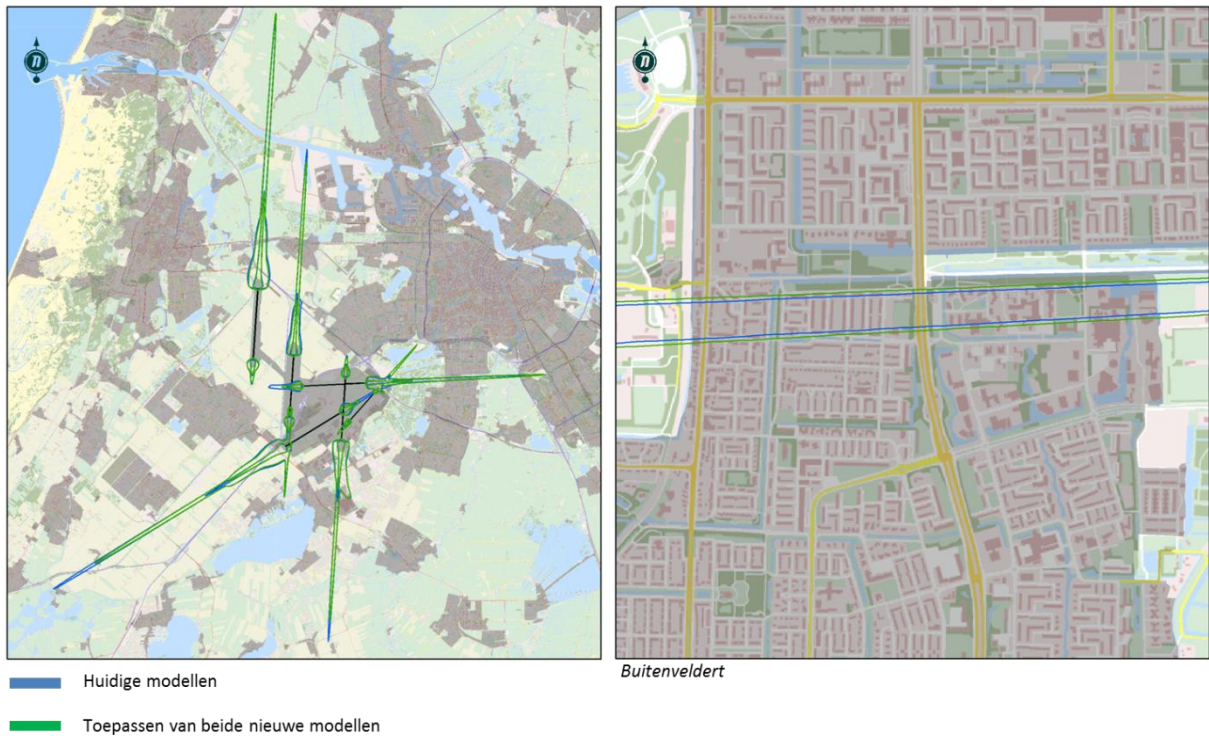 n
n
Buitenveldert
Huidige modellen
Toepassen van beide nieuwe modellen